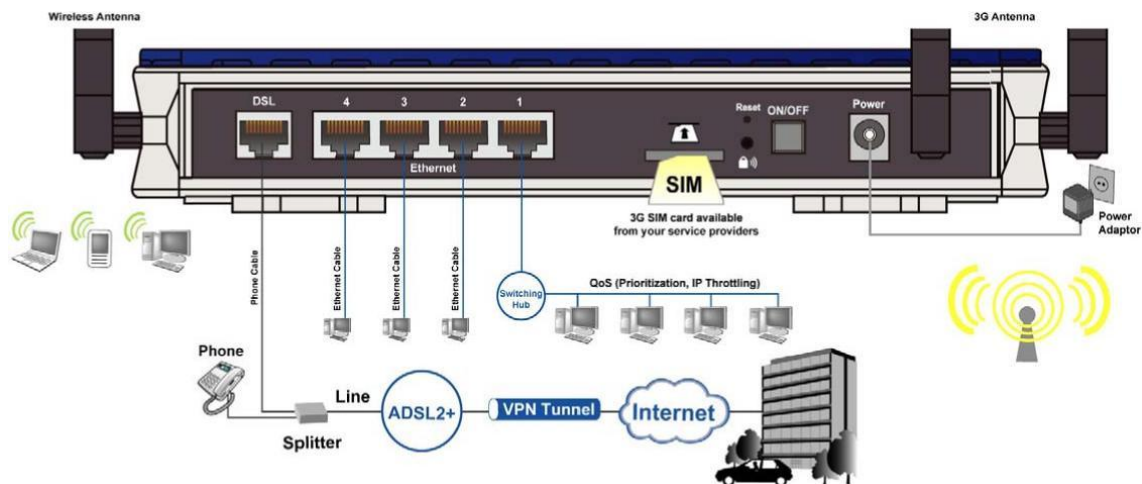 Wireless Antenna
3G Antenna
DSL
4
3
2
1
Ethernet
Reset
ON/OFF
Power
SIM
3G SIM card available
from your service providers
Power
Adaptor
Phone Cable
Ethernet Cable
Ethernet Cable
Ethernet Cable
Switching
Hub
QoS (Prioritization, IP Throttling)
Phone
Splitter
Line
ADSL2+
VPN Tunnel
Internet